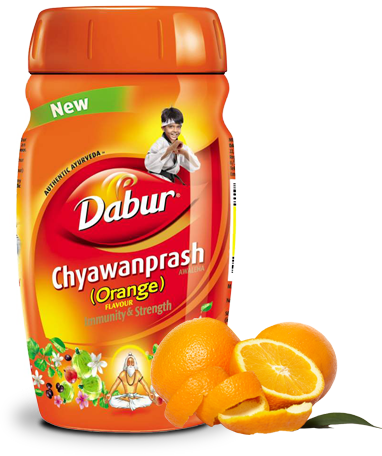 New
AUTHENTIC AYURVEDA
Dabur®
Chyawanprash
AWALEHA
(Orange)
FLAVOUR
Immunity & Strength